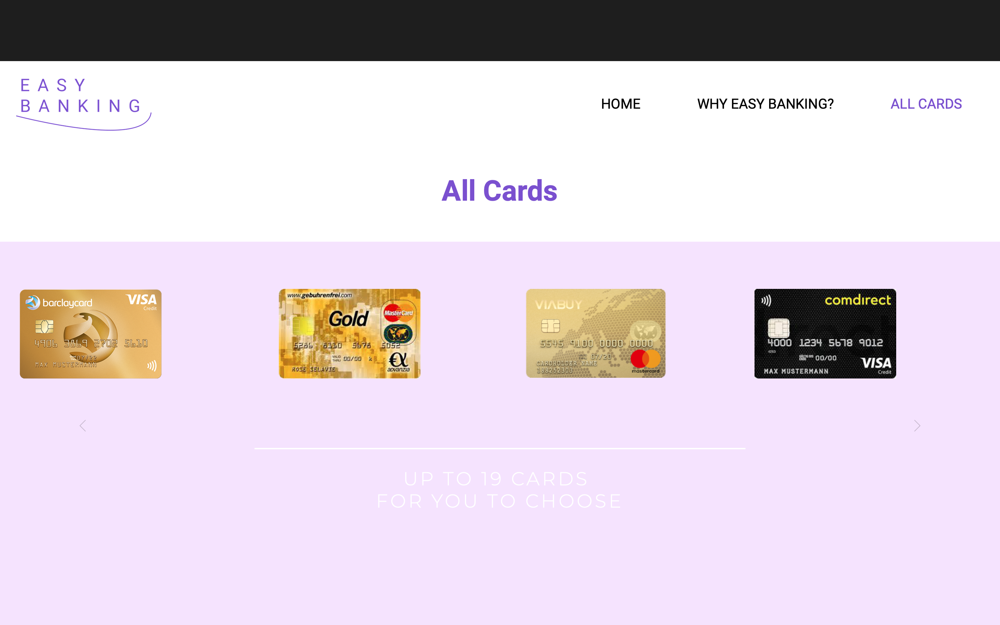 EASY
BANKING
HOME
WHY EASY BANKING?
ALL CARDS
All Cards
barclaycard
VISA
Credit
4906 3869 2702 5610
07/22
MAX MUSTERMANN
www.gebuhrenfrei.com
Gold
MasterCard
5286 8110 5678 5052
VALID
THRU 00/00 k
ROSE SELAVIE
advanzia
VIABUY
5545 9100 0000 0000
VALID
THRU 07/20
CARDHOLDER NAME
188252303
mastercard
comdirect
4000 1234 5678 9012
4263
GÜLTIG BIS
ENDE 00/00
VISA
Credit
MAX MUSTERMANN
UP TO 19 CARDS
FOR YOU TO CHOOSE